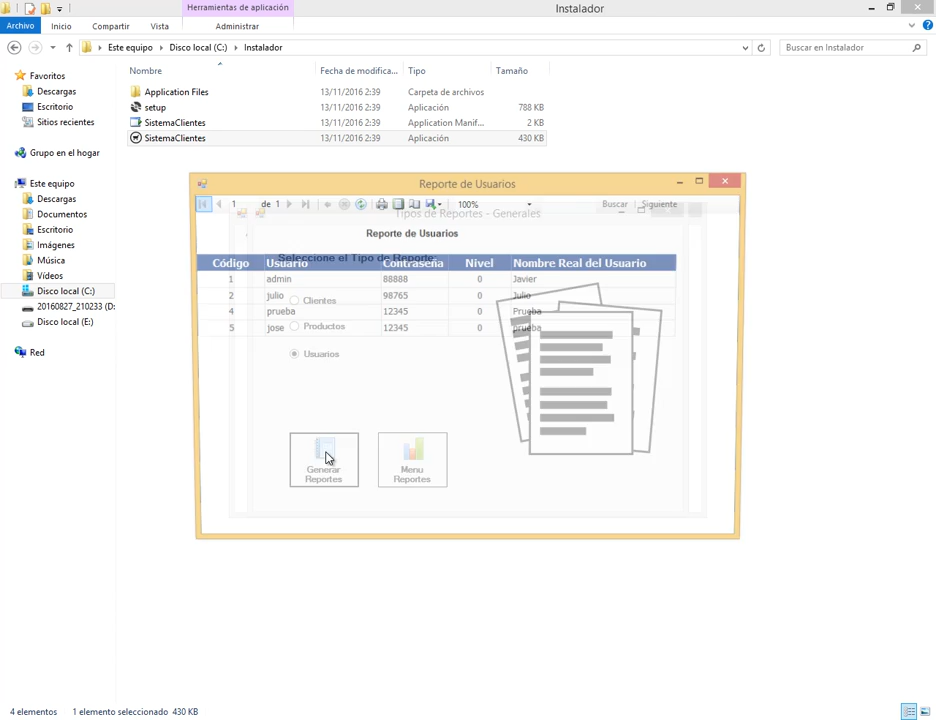 Herramientas de aplicación
Instalador
Archivo Inicio Compartir Vista Administrar
Este equipo Disco local (C:) Instalador
Buscar en Instalador
Nombre Fecha de modifica... Tipo Tamaño
Application Files 13/11/2016 2:39 Carpeta de archivos
setup 13/11/2016 2:39 Aplicación 788 KB
SistemaClientes 13/11/2016 2:39 Application Manif... 2 KB
SistemaClientes 13/11/2016 2:39 Aplicación 430 KB
Favoritos
Descargas
Escritorio
Sitios recientes
Grupo en el hogar
Este equipo
Descargas
Documentos
Escritorio
Imágenes
Música
Vídeos
Disco local (C:)
20160827_210233 (D:
Disco local (E:)
Red
Reporte de Usuarios
1 de 1 100% Buscar Siguiente
Tipos de Reportes - Generales
Reporte de Usuarios
Seleccione el Tipo de Reporte:
Código Usuario Contraseña Nivel Nombre Real del Usuario
1 admin 88888 0 Javier
2 julio 98765 0 Julio
4 prueba 12345 0 Prueba
5 jose 12345 0 prueba
Clientes
Productos
Usuarios
Generar
Reportes
Menu
Reportes
4 elementos 1 elemento seleccionado 430 KB